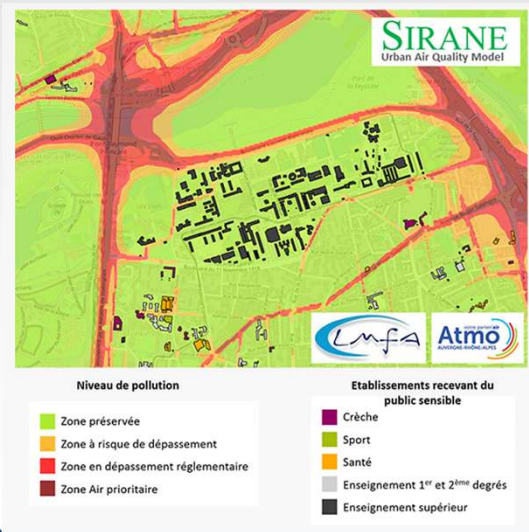 SIRANE
Urban Air Quality Model
LMFA
votre partenair
Atmo
AUVERGNE-RHÔNE-ALPES
Niveau de pollution
Zone préservée
Zone à risque de dépassement
Zone en dépassement réglementaire
Zone Air prioritaire
Etablissements recevant du
public sensible
Crèche
Sport
Santé
Enseignement 1er et 2ème degrés
Enseignement supérieur